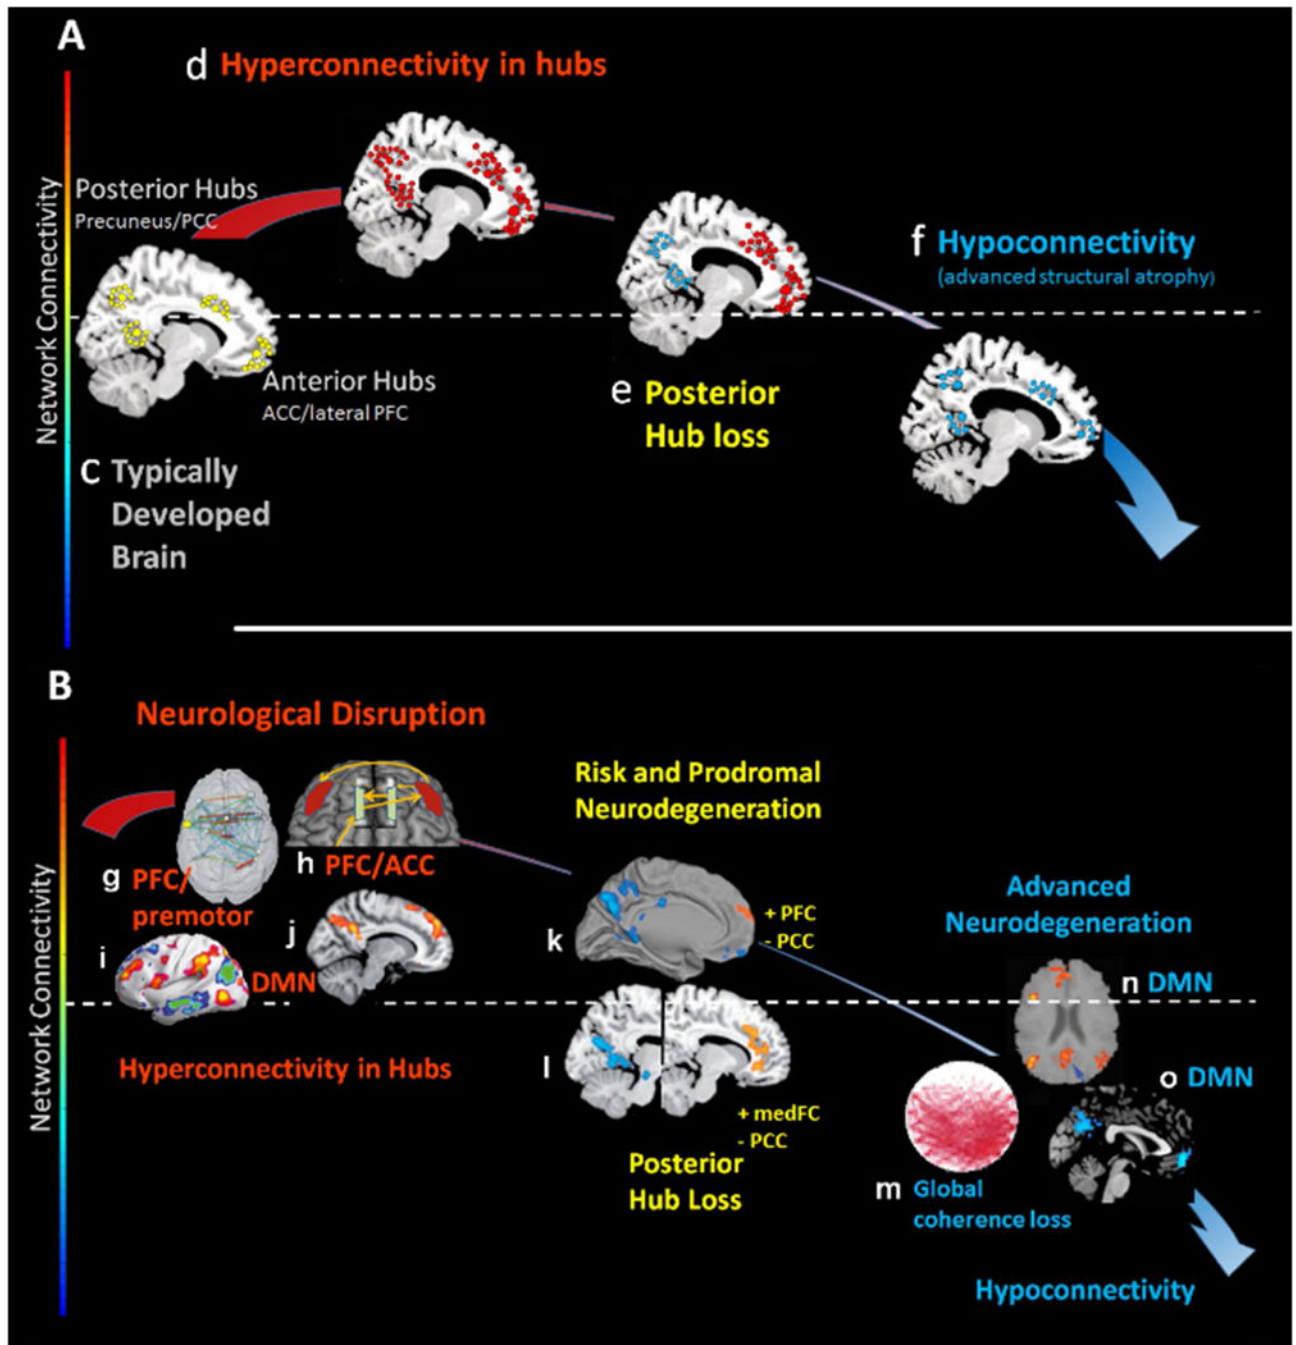 A
d Hyperconnectivity in hubs
Network Connectivity
Posterior Hubs
Precuneus/PCC
f Hypoconnectivity
(advanced structural atrophy)
Anterior Hubs
ACC/lateral PFC
e Posterior
Hub loss
C Typically
Developed
Brain
B
Neurological Disruption
Network Connectivity
Risk and Prodromal
Neurodegeneration
g PFC/
premotor
h PFC/ACC
i
DMN
j
k
+ PFC
- PCC
Advanced
Neurodegeneration
n DMN
Hyperconnectivity in Hubs
l
+ medFC
- PCC
Posterior
Hub Loss
o DMN
m Global
coherence loss
Hypoconnectivity